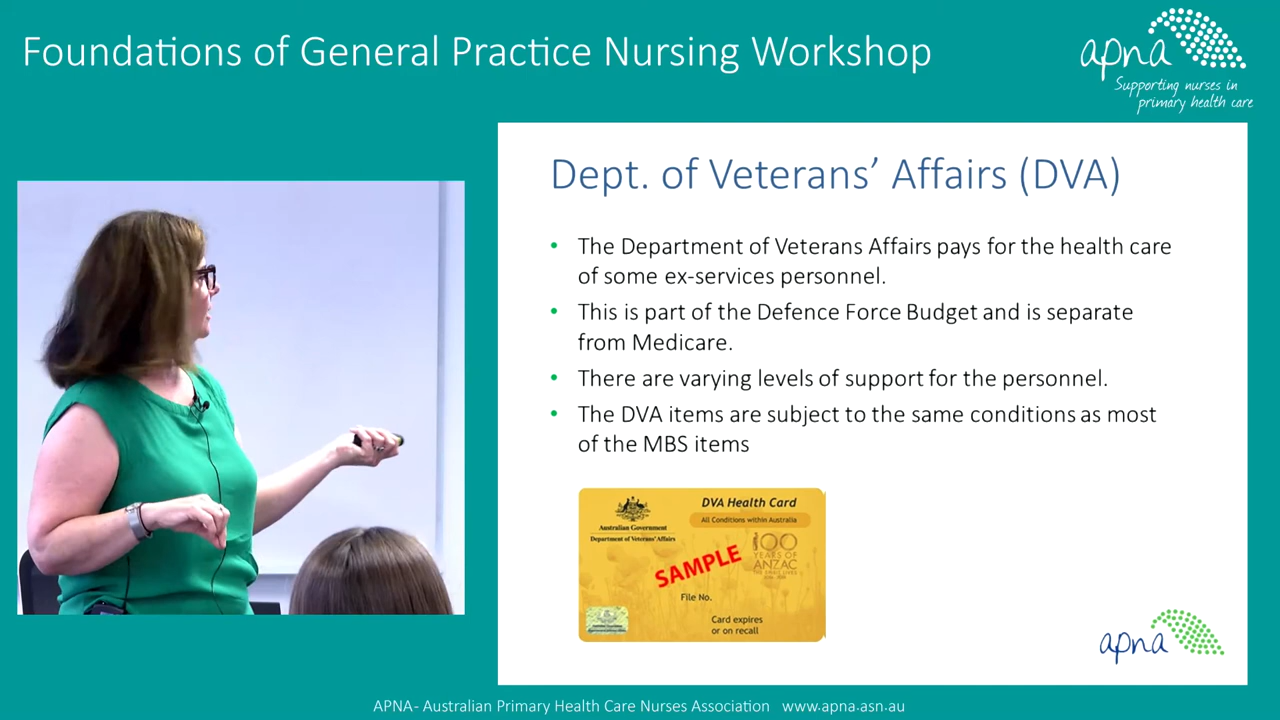 Foundations of General Practice Nursing Workshop
apna
Supporting nurses in
primary health care
Dept. of Veterans' Affairs (DVA)
• The Department of Veterans Affairs pays for the health care
of some ex-services personnel.
• This is part of the Defence Force Budget and is separate
from Medicare.
• There are varying levels of support for the personnel.
• The DVA items are subject to the same conditions as most
of the MBS items
Australian Government
Department of Veterans' Affairs
DVA Health Card
All Conditions within Australia
100
YEARS OF
ANZAC
SAMPLE
File No.
Card expires
or on recall
apna
APNA- Australian Primary Health Care Nurses Association www.apna.asn.au